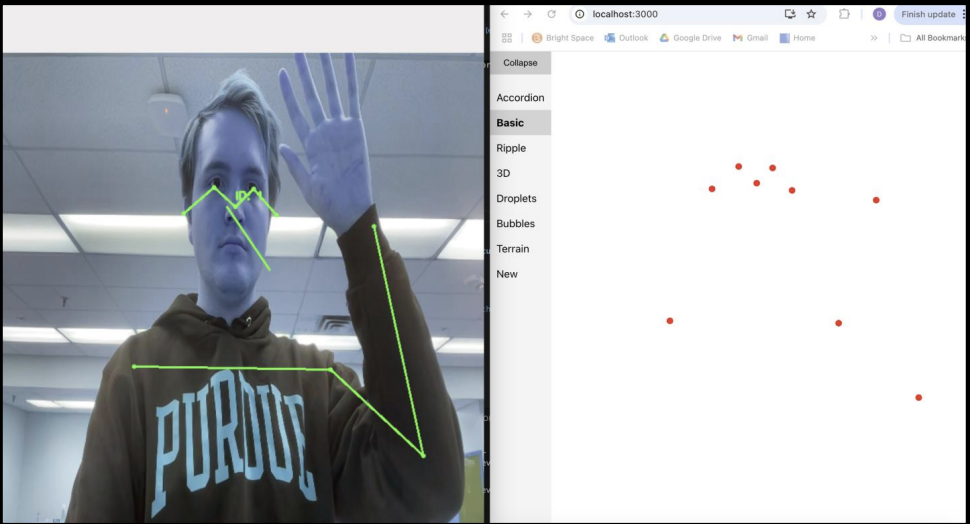 localhost:3000
Finish update
Bright Space
Outlook
Google Drive
Gmail
Home
All Bookmark
Collapse
Accordion
Basic
Ripple
3D
Droplets
Bubbles
Terrain
New
PURDUE